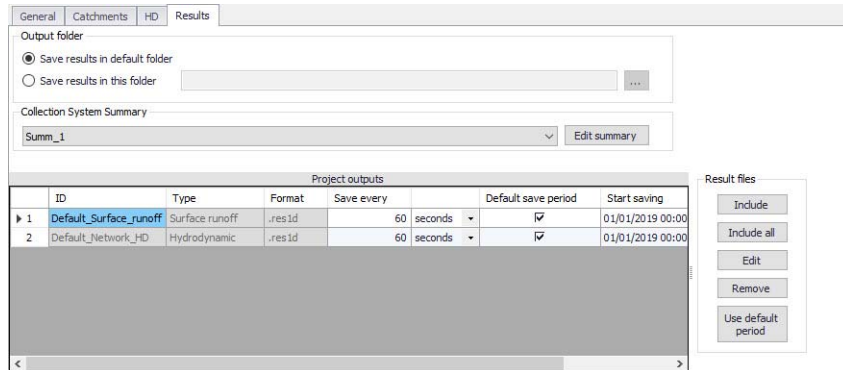 General Catchments HD Results
Output folder
Save results in default folder
Save results in this folder ...
Collection System Summary
Summ_1 Edit summary
Project outputs
ID Type Format Save every Default save period Start saving
1 Default_Surface_runoff Surface runoff .res1d 60 seconds 01/01/2019 00:00
2 Default_Network_HD Hydrodynamic .res1d 60 seconds 01/01/2019 00:00
Result files
Include
Include all
Edit
Remove
Use default
period